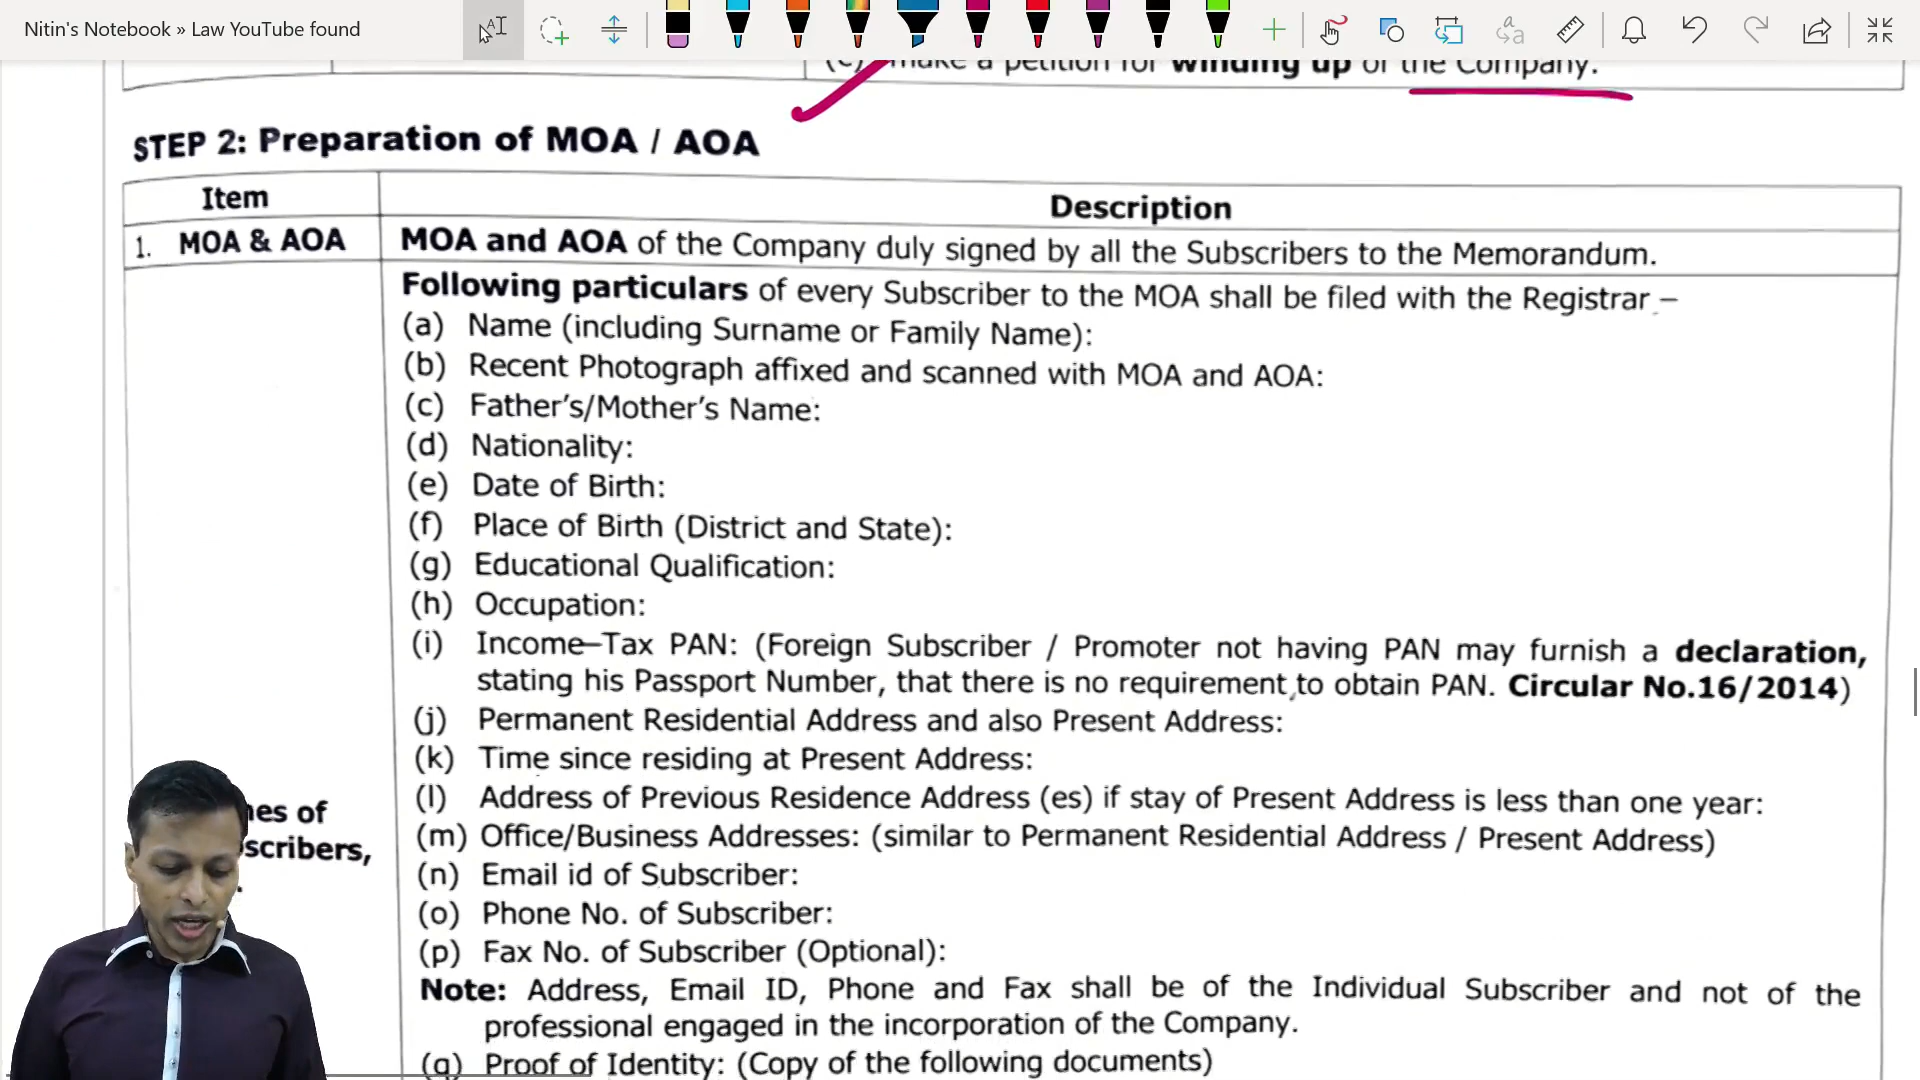 Nitin's Notebook » Law YouTube found
(c) make a petition for winding up of the Company.
STEP 2: Preparation of MOA / AOA
Item Description
1. MOA & AOA MOA and AOA of the Company duly signed by all the Subscribers to the Memorandum.
Following particulars of every Subscriber to the MOA shall be filed with the Registrar –
(a) Name (including Surname or Family Name):
(b) Recent Photograph affixed and scanned with MOA and AOA:
(c) Father's/Mother's Name:
(d) Nationality:
(e) Date of Birth:
(f) Place of Birth (District and State):
(g) Educational Qualification:
(h) Occupation:
(i) Income–Tax PAN: (Foreign Subscriber / Promoter not having PAN may furnish a declaration,
stating his Passport Number, that there is no requirement to obtain PAN. Circular No.16/2014)
(j) Permanent Residential Address and also Present Address:
(k) Time since residing at Present Address:
(l) Address of Previous Residence Address (es) if stay of Present Address is less than one year:
(m) Office/Business Addresses: (similar to Permanent Residential Address / Present Address)
(n) Email id of Subscriber:
(o) Phone No. of Subscriber:
(p) Fax No. of Subscriber (Optional):
Note: Address, Email ID, Phone and Fax shall be of the Individual Subscriber and not of the
professional engaged in the incorporation of the Company.
(q) Proof of Identity: (Copy of the following documents)
of